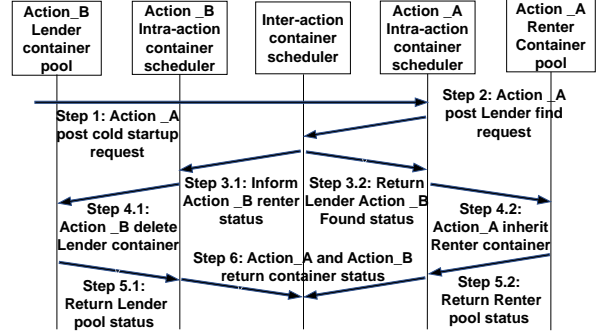 Action_B
Lender
container
pool
Action _B
Intra-action
container
scheduler
Inter-action
container
scheduler
Action _A
Intra-action
container
scheduler
Action _A
Renter
Container
pool
Step 1: Action _A
post cold startup
request
Step 2: Action _A
post Lender find
request
Step 3.1: Inform
Action _B renter
status
Step 3.2: Return
Lender Action _B
Found status
Step 4.1:
Action _B delete
Lender container
Step 4.2:
Action_A inherit
Renter container
Step 5.1:
Return Lender
pool status
Step 6: Action_A and Action_B
return container status
Step 5.2:
Return Renter
pool status